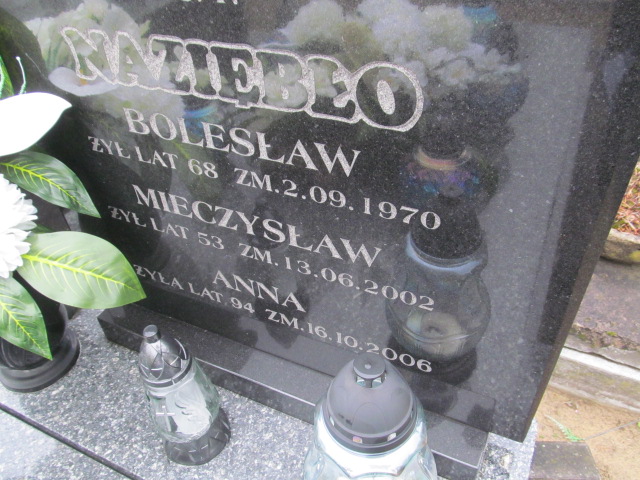 NAZIĘBŁO
BOLESŁAW
ŻYŁ LAT 68 ZM.2.09.1970
MIECZYSŁAW
ŻYŁ LAT 53 ZM.13.06.2002
ANNA
ŻYŁA LAT 94 ZM.16.10.2006